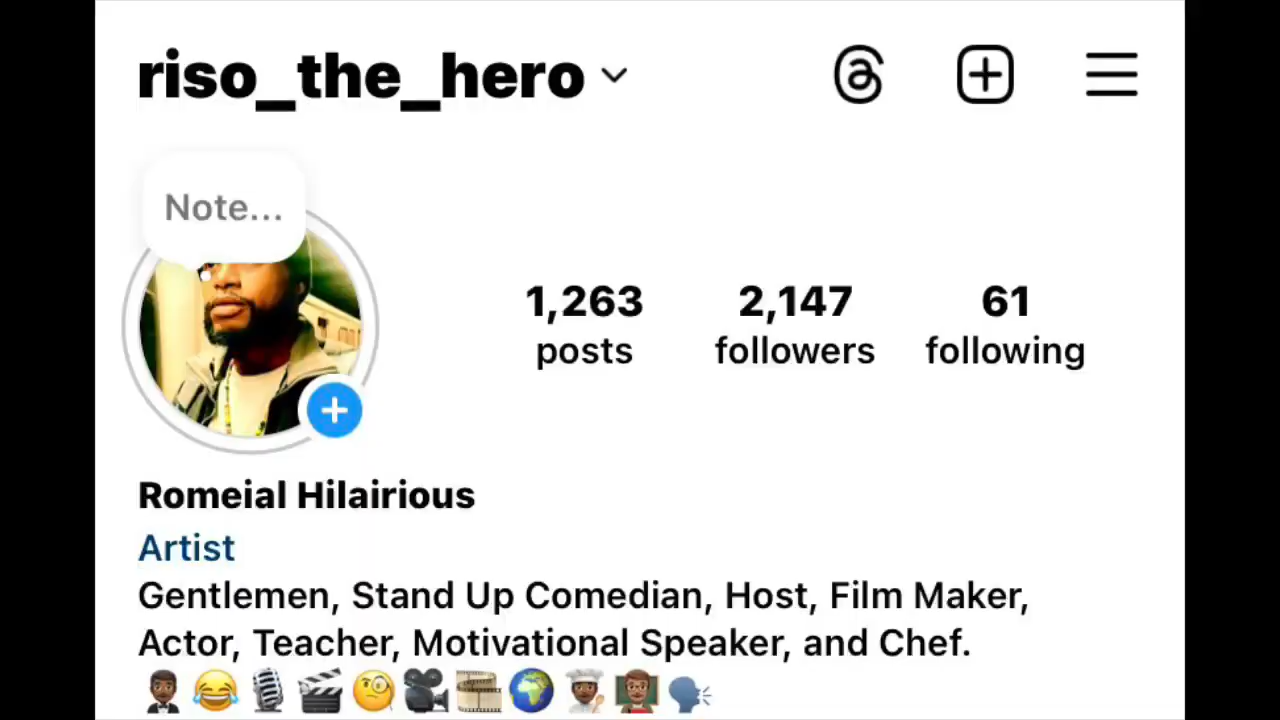 riso_the_hero
Note...
1,263 2,147 61
posts followers following
Romeial Hilairious
Artist
Gentlemen, Stand Up Comedian, Host, Film Maker,
Actor, Teacher, Motivational Speaker, and Chef.
🤵🏾‍♂️😂🎙️🎬🧐🎥🎞️🌍👨🏾‍🍳👨🏽‍🏫🗣️